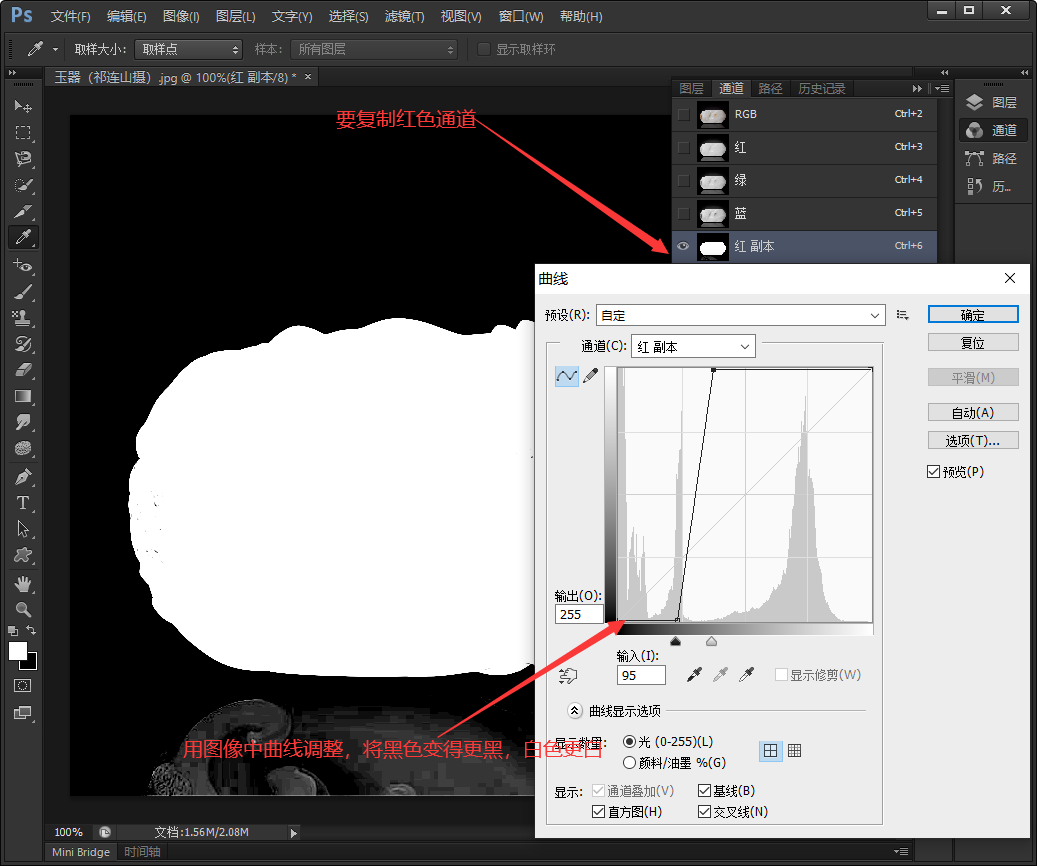 Ps 文件(F) 编辑(E) 图像(I) 图层(L) 文字(Y) 选择(S) 滤镜(T) 视图(V) 窗口(W) 帮助(H)
取样大小: 取样点 样本: 所有图层 显示取样环
玉器（祁连山摄）.jpg @ 100%(红 副本/8) * ×
图层 通道 路径 历史记录
RGB Ctrl+2
红 Ctrl+3
绿 Ctrl+4
蓝 Ctrl+5
红 副本 Ctrl+6
图层
通道
路径
历...
要复制红色通道
曲线
预设(R): 自定
确定
通道(C): 红 副本
复位
平滑(M)
自动(A)
选项(T)...
预览(P)
输出(O):
255
输入(I):
95
显示修剪(W)
曲线显示选项
显示数量: 光 (0-255)(L)
颜料/油墨 %(G)
显示: 通道叠加(V) 基线(B)
直方图(H) 交叉线(N)
用图像中曲线调整，将黑色变得更黑，白色更白
100% 文档:1.56M/2.08M
Mini Bridge 时间轴